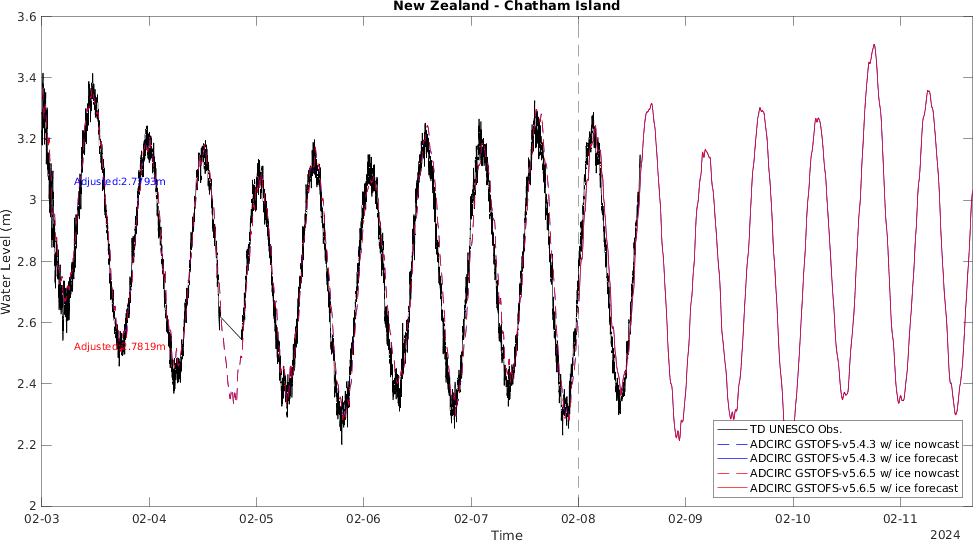 New Zealand - Chatham Island
3.6
3.4
3.2
3
2.8
2.6
2.4
2.2
2
Water Level (m)
Adjusted:2.7793m
Adjusted:2.7819m
TD UNESCO Obs.
ADCIRC GSTOFS-v5.4.3 w/ ice nowcast
ADCIRC GSTOFS-v5.4.3 w/ ice forecast
ADCIRC GSTOFS-v5.6.5 w/ ice nowcast
ADCIRC GSTOFS-v5.6.5 w/ ice forecast
02-03 02-04 02-05 02-06 02-07 02-08 02-09 02-10 02-11
Time
2024